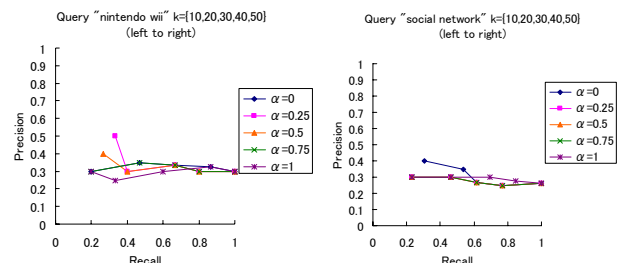 Query "nintendo wii" k={10,20,30,40,50}
(left to right)
Precision
1
0.9
0.8
0.7
0.6
0.5
0.4
0.3
0.2
0.1
0
0 0.2 0.4 0.6 0.8 1
Recall
α=0
α=0.25
α=0.5
α=0.75
α=1
Query "social network" k={10,20,30,40,50}
(left to right)
Precision
1
0.9
0.8
0.7
0.6
0.5
0.4
0.3
0.2
0.1
0
0 0.2 0.4 0.6 0.8 1
Recall
α=0
α=0.25
α=0.5
α=0.75
α=1